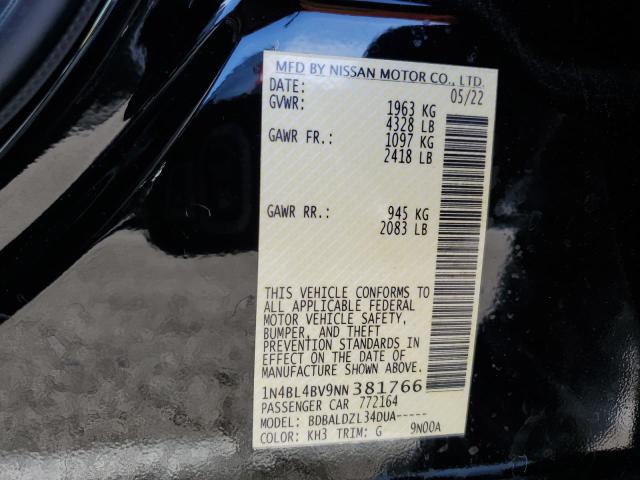 MFD BY NISSAN MOTOR CO., LTD.
DATE: 05/22
GVWR: 1963 KG
4328 LB
GAWR FR.: 1097 KG
2418 LB
GAWR RR.: 945 KG
2083 LB
THIS VEHICLE CONFORMS TO
ALL APPLICABLE FEDERAL
MOTOR VEHICLE SAFETY,
BUMPER, AND THEFT
PREVENTION STANDARDS IN
EFFECT ON THE DATE OF
MANUFACTURE SHOWN ABOVE.
1N4BL4BV9NN381766
PASSENGER CAR 772164
MODEL: BDBALDZL34DUA-----
COLOR: KH3 TRIM: G 9N00A